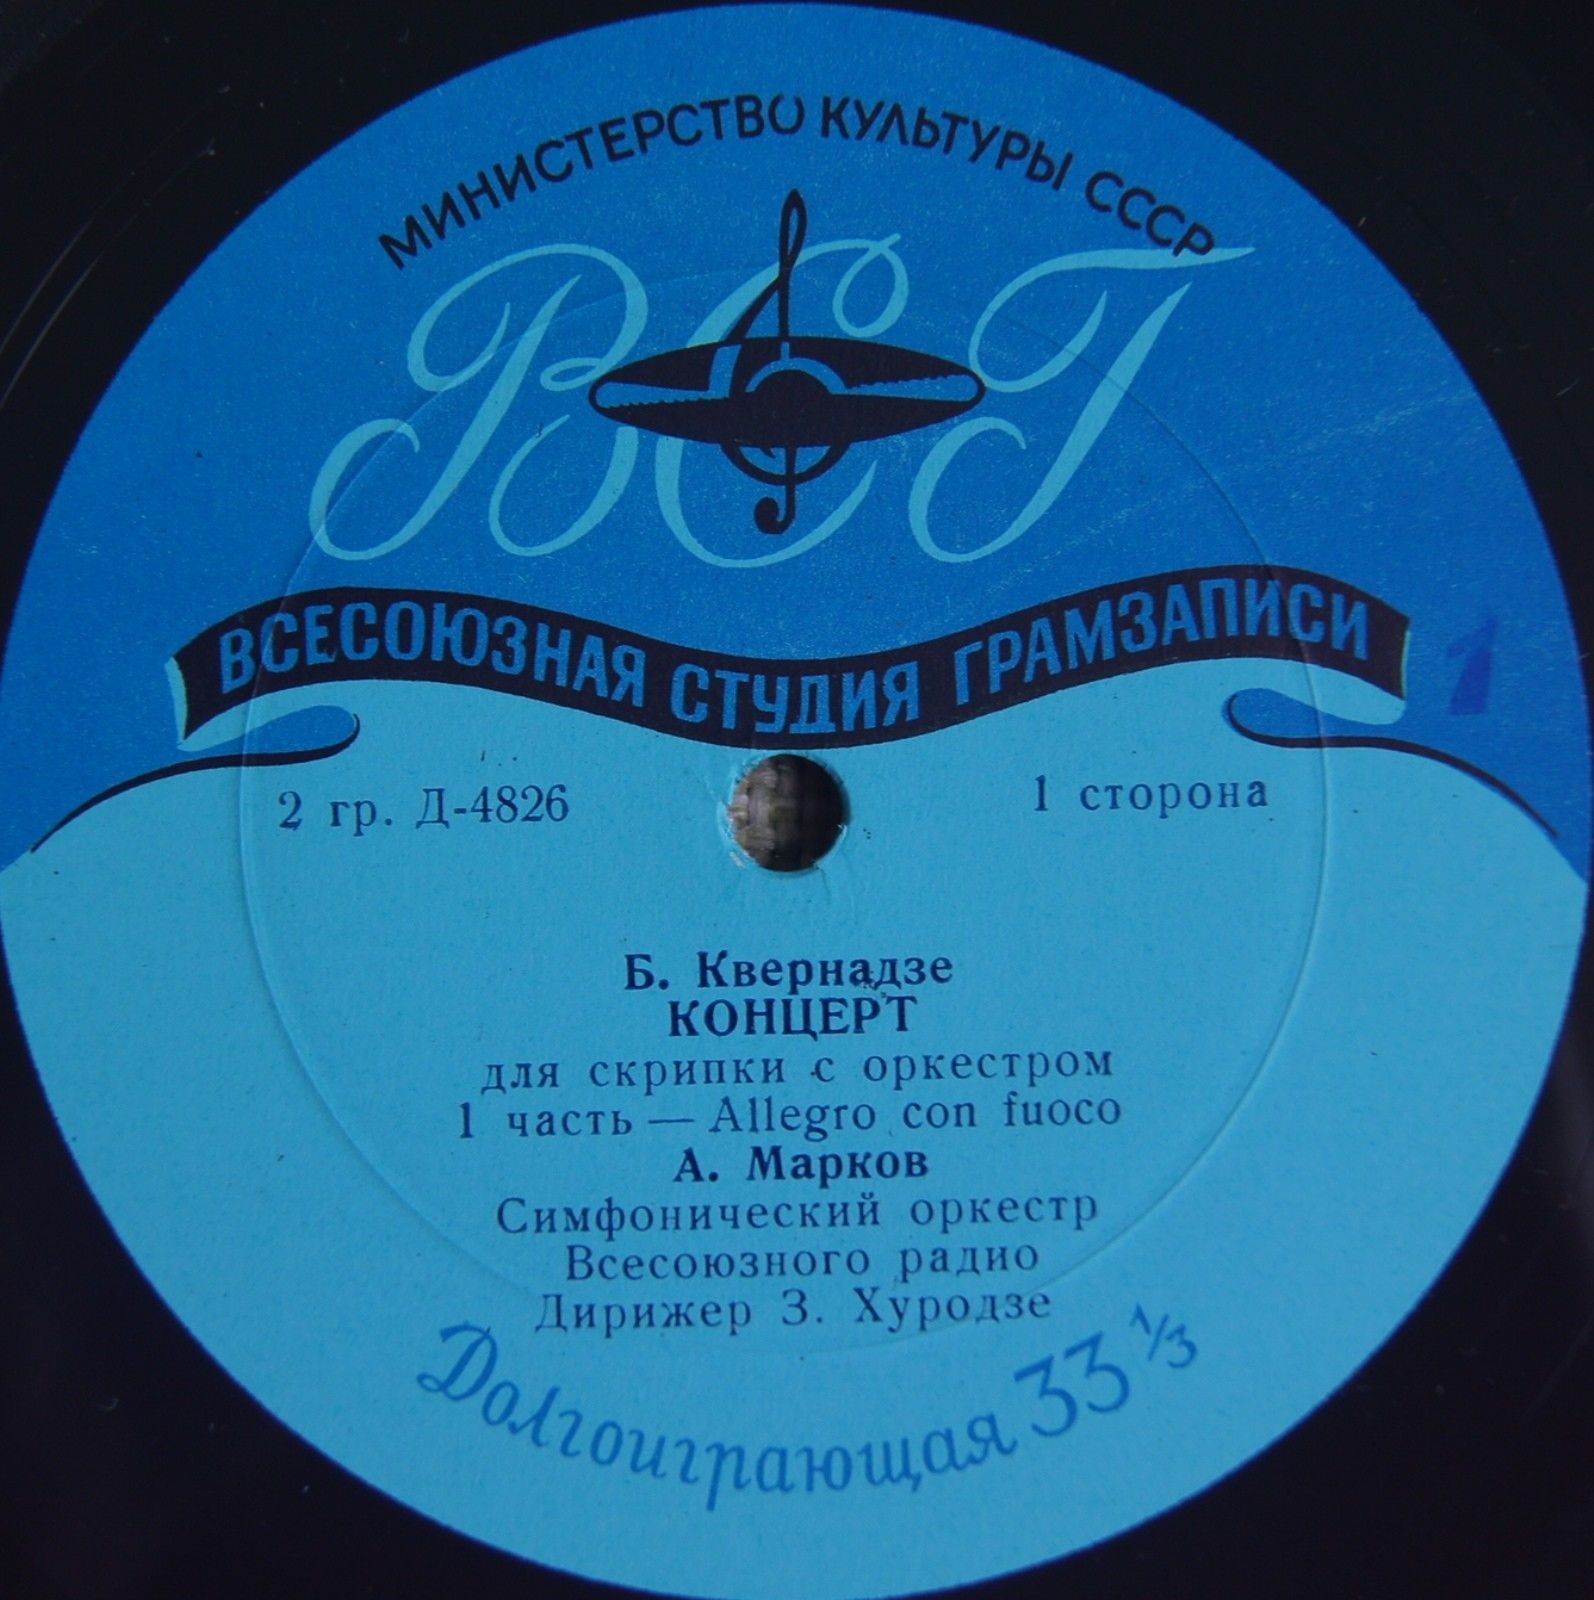 МИНИСТЕРСТВО КУЛЬТУРЫ СССР
ВСГ
ВСЕСОЮЗНАЯ СТУДИЯ ГРАМЗАПИСИ
1
2 гр. Д-4826
1 сторона
Б. Квернадзе
КОНЦЕРТ
для скрипки с оркестром
1 часть — Allegro con fuoco
А. Марков
Симфонический оркестр
Всесоюзного радио
Дирижер З. Хуродзе
Долгоиграющая 33 1/3